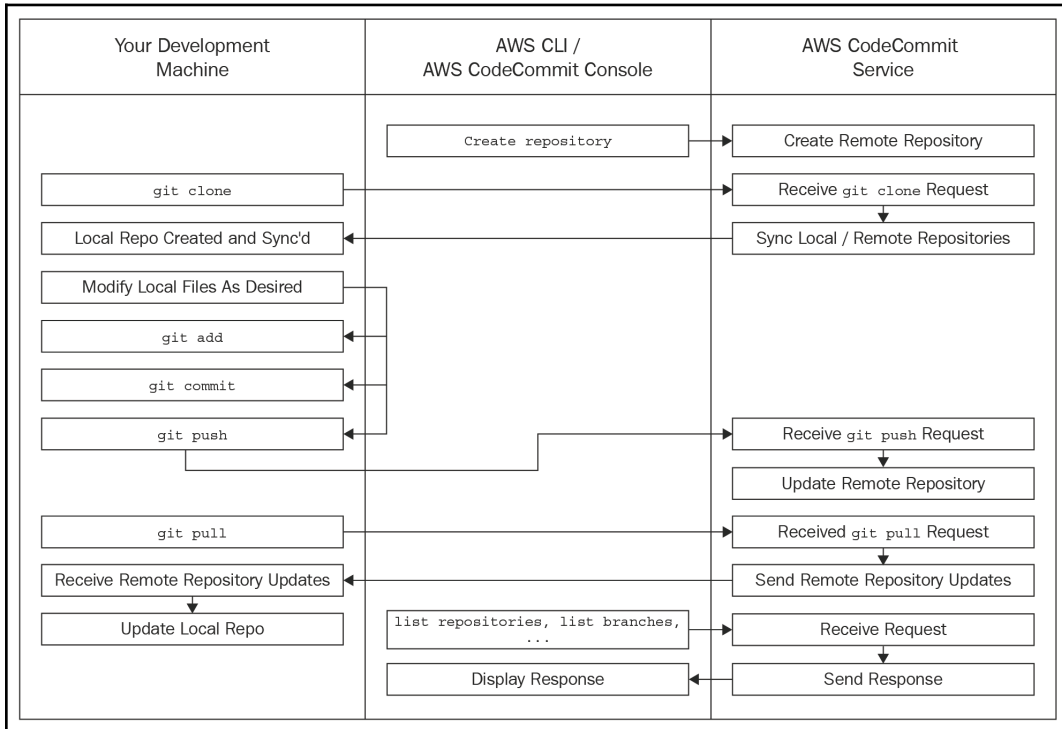 Your Development
Machine
AWS CLI /
AWS CodeCommit Console
AWS CodeCommit
Service
Create repository
Create Remote Repository
git clone
Receive git clone Request
Local Repo Created and Sync'd
Sync Local / Remote Repositories
Modify Local Files As Desired
git add
git commit
git push
Receive git push Request
Update Remote Repository
git pull
Received git pull Request
Receive Remote Repository Updates
Send Remote Repository Updates
Update Local Repo
list repositories, list branches,
...
Receive Request
Display Response
Send Response